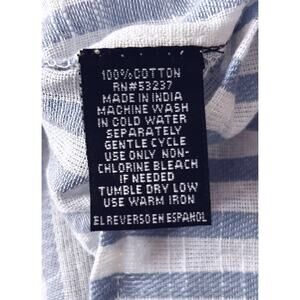 100% COTTON
RN#53237
MADE IN INDIA
MACHINE WASH
IN COLD WATER
SEPARATELY
GENTLE CYCLE
USE ONLY NON-
CHLORINE BLEACH
IF NEEDED
TUMBLE DRY LOW
USE WARM IRON
EL REVERSO EN ESPANOL